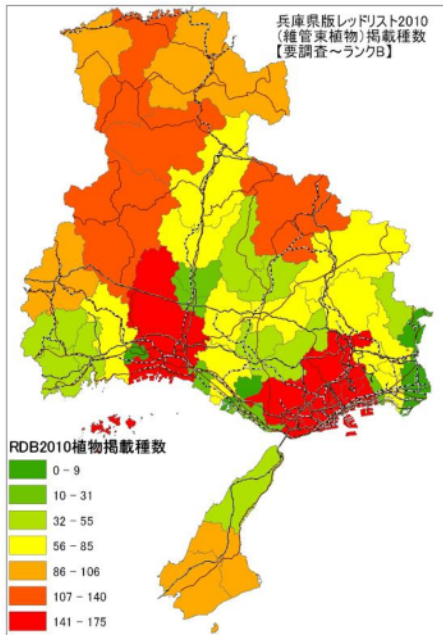 兵庫県版レッドリスト2010
(維管束植物)掲載種数
【要調査～ランクB】
RDB2010植物掲載種数
0 - 9
10 - 31
32 - 55
56 - 85
86 - 106
107 - 140
141 - 175